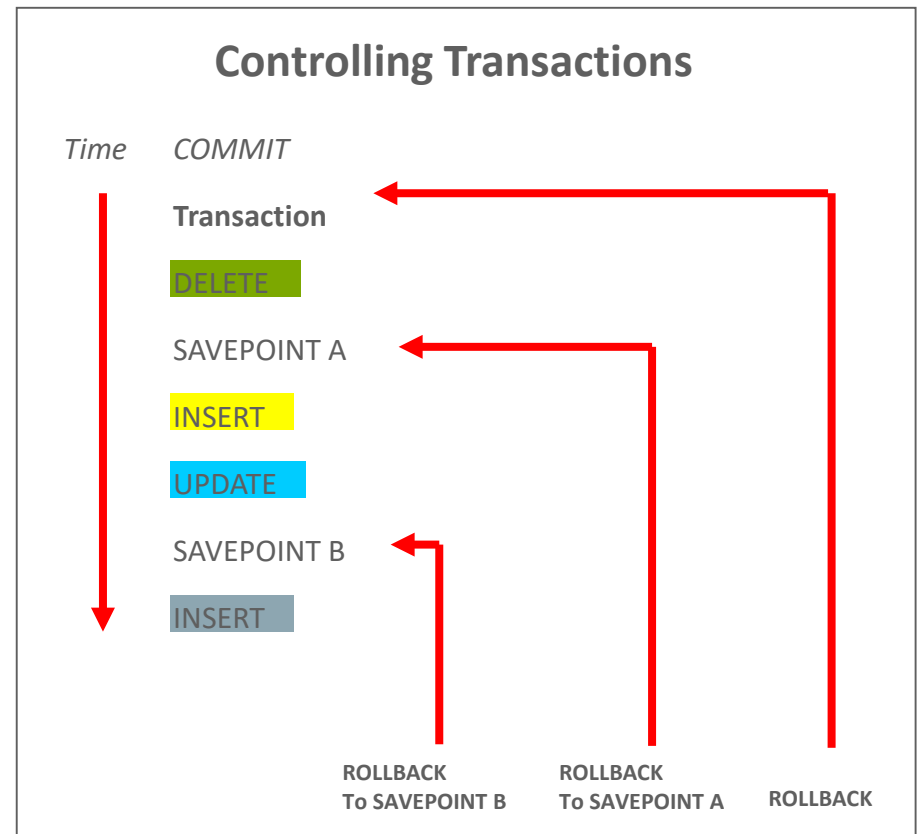 Controlling Transactions
Time COMMIT
Transaction
DELETE
SAVEPOINT A
INSERT
UPDATE
SAVEPOINT B
INSERT
ROLLBACK
To SAVEPOINT B
ROLLBACK
To SAVEPOINT A
ROLLBACK